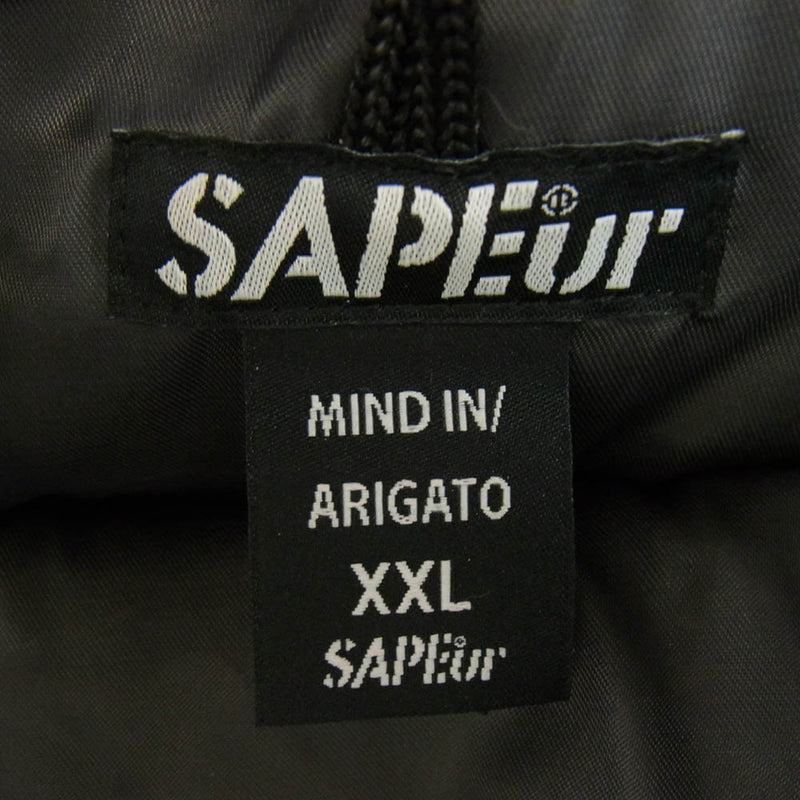 SAPEur
MIND IN/
ARIGATO
XXL
SAPEur